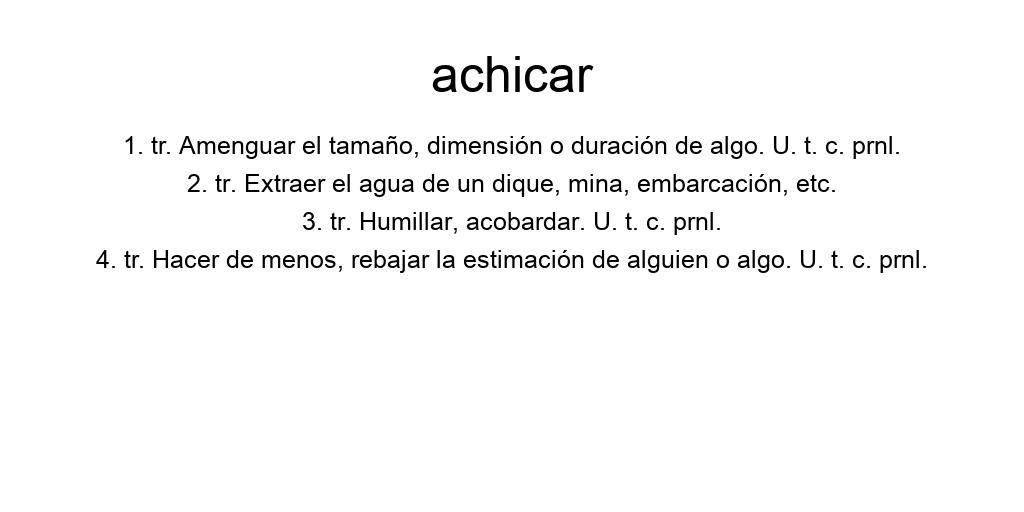 achicar
1. tr. Amenguar el tamaño, dimensión o duración de algo. U. t. c. prnl.
2. tr. Extraer el agua de un dique, mina, embarcación, etc.
3. tr. Humillar, acobardar. U. t. c. prnl.
4. tr. Hacer de menos, rebajar la estimación de alguien o algo. U. t. c. prnl.